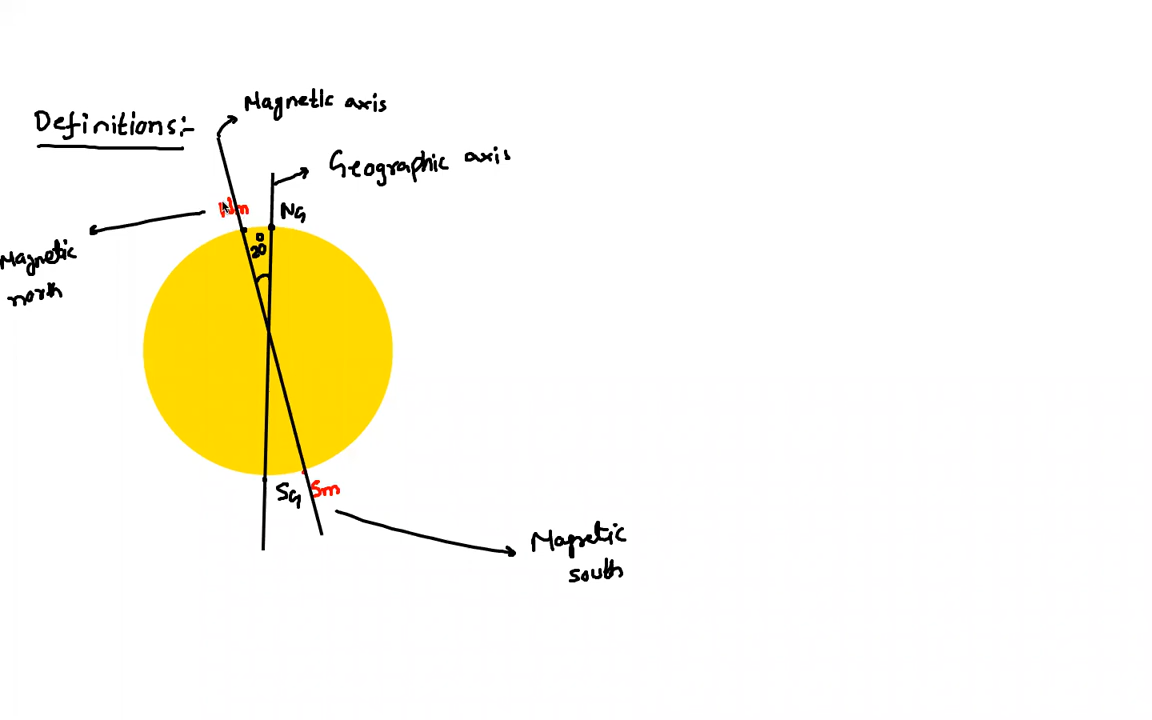 Magnetic axis
Definitions:-
Geographic axis
Nm
NG
20°
Magnetic
north
SG
Sm
Magnetic
south